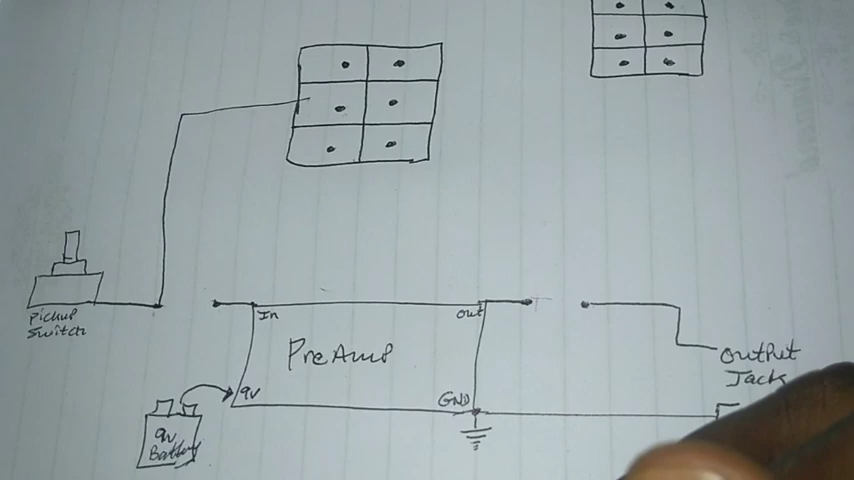 Pickup
Switch
In
out
PreAmp
9v
GND
9v
Battery
output
Jack